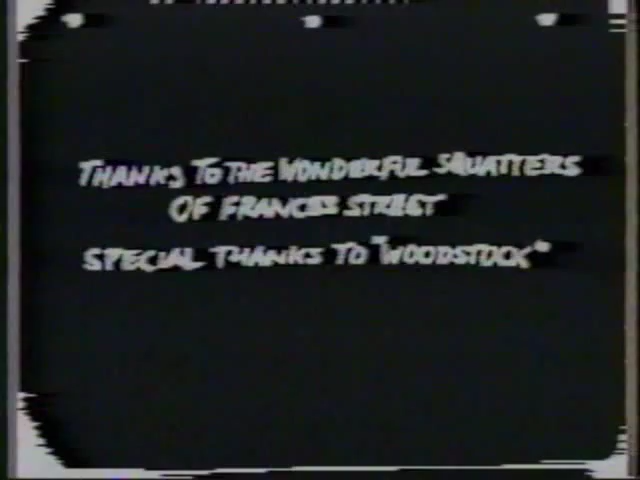 THANKS TO THE WONDERFUL SQUATTERS
OF FRANCES STREET
SPECIAL THANKS TO "WOODSTOCK"